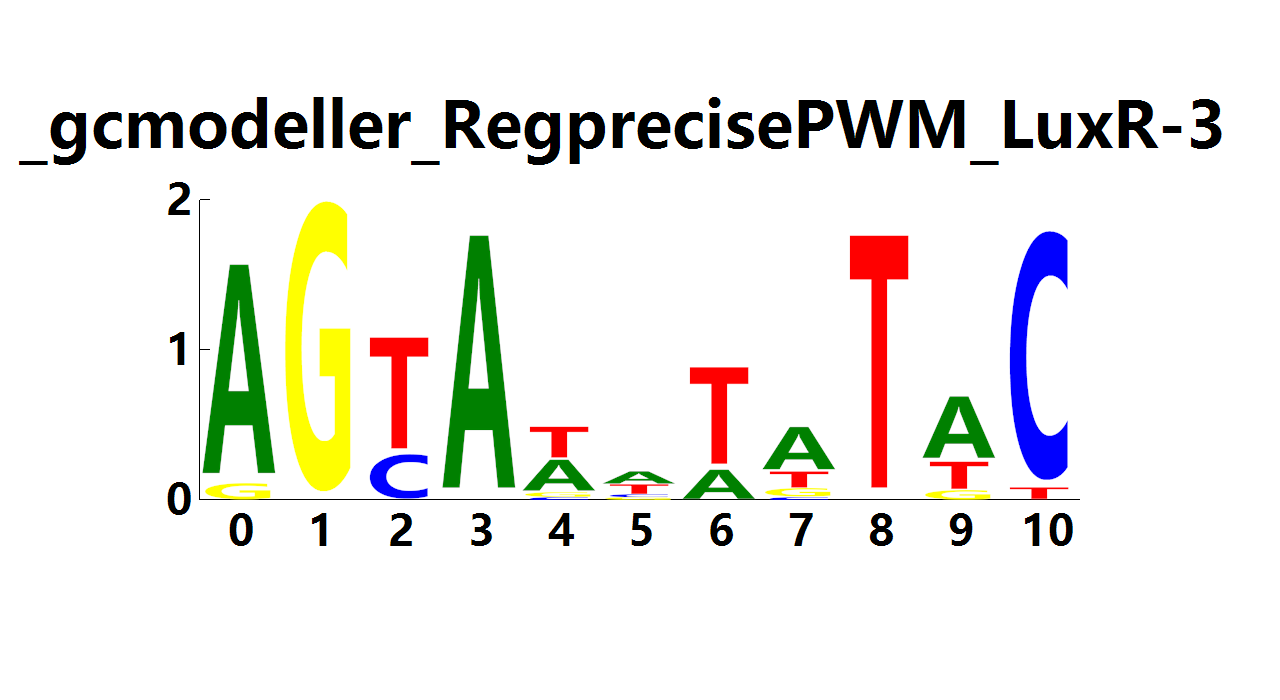 _gcmodeller_RegprecisePWM_LuxR-3
2
1
0
A G T A T A T A T A C
G C A T A T T T
G C G G T
0 1 2 3 4 5 6 7 8 9 10